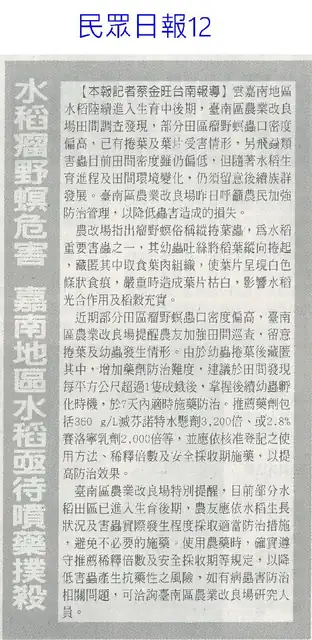 民眾日報12
水稻瘤野螟危害　嘉南地區水稻亟待噴藥撲殺
【本報記者蔡金旺台南報導】雲嘉南地區
水稻陸續進入生育中後期，臺南區農業改良
場田間調查發現，部分田區瘤野螟蟲口密度
偏高，已有捲葉及葉片受害情形，另飛蝨類
害蟲目前田間密度雖仍偏低，但隨著水稻生
育進程及田間環境變化，仍須留意後續族群
發展。臺南區農業改良場昨日呼籲農民加強
防治管理，以降低蟲害造成的損失。
農改場指出瘤野螟俗稱縱捲葉蟲，為水稻
重要害蟲之一，其幼蟲吐絲將稻葉縱向捲起
，藏匿其中取食葉肉組織，使葉片呈現白色
條狀食痕，嚴重時造成葉片枯白，影響水稻
光合作用及稻穀充實。
近期部分田區瘤野螟蟲口密度偏高，臺南
區農業改良場提醒農友加強田間巡查，留意
捲葉及幼蟲發生情形。由於幼蟲捲葉後藏匿
其中，增加藥劑防治難度，建議於田間發現
每平方公尺超過1隻成蛾後，掌握後續幼蟲孵
化時機，於7天內適時施藥防治。推薦藥劑包
括360 g/L滅芬諾特水懸劑3,200倍、或2.8%
賽洛寧乳劑2,000倍等，並應依核准登記之使
用方法、稀釋倍數及安全採收期施藥，以提
高防治效果。
臺南區農業改良場特別提醒，目前部分水
稻田區已進入生育後期，農友應依水稻生長
狀況及害蟲實際發生程度採取適當防治措施
，避免不必要的施藥。使用農藥時，確實遵
守推薦稀釋倍數及安全採收期等規定，以降
低害蟲產生抗藥性之風險，如有病蟲害防治
相關問題，可洽詢臺南區農業改良場研究人
員。